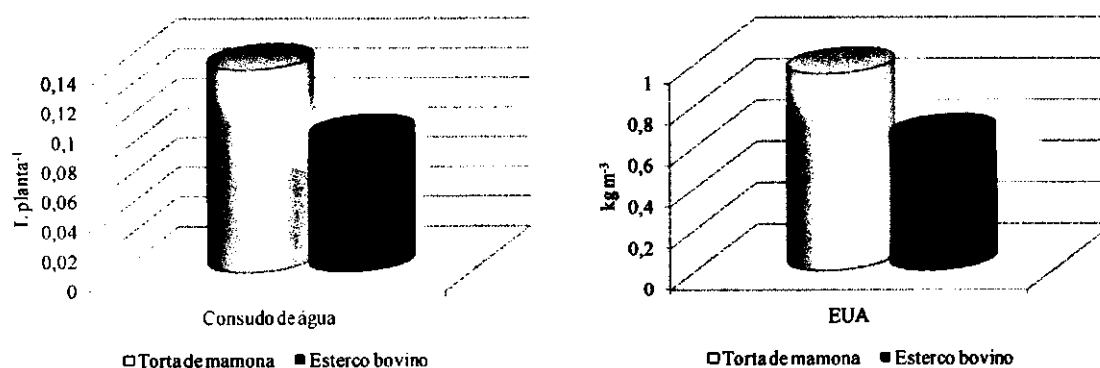 0,14
0,12
0,1
0,08
0,06
0,04
0,02
0
l. planta⁻¹
Consudo de água
Torta de mamona Esterco bovino
1
0,8
0,6
0,4
0,2
0
kg m⁻³
EUA
Torta de mamona Esterco bovino